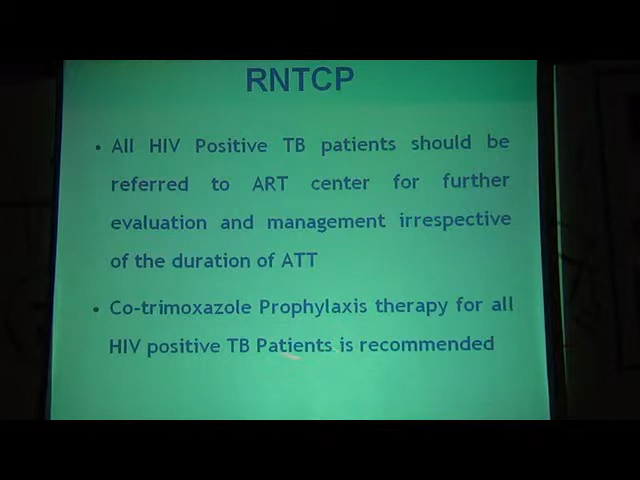 RNTCP
• All HIV Positive TB patients should be
referred to ART center for further
evaluation and management irrespective
of the duration of ATT
• Co-trimoxazole Prophylaxis therapy for all
HIV positive TB Patients is recommended